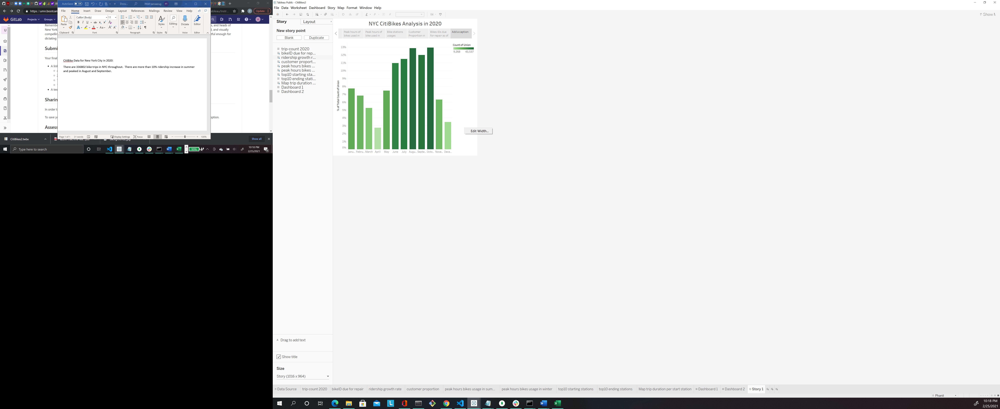 AutoSave Off Docu... PAM tameerug PT
https://umn.bootcam
ableau/Instr...
Update
File Home Insert Draw Design Layout References Mailings Review View Help
GitLab Projects Groups
Paste
Calibri (Body) 11
Styles Editing Dictate Editor
Clipboard Font Paragraph Styles Voice Editor
Remembe
s, and heads of
New York
d, and visually
compellin
tful enough for
dictating
Submi
Your final
A link
A tex
Sharin
In order t
To save yo
option.
Assess
CitiBike Data for New York City in 2020:
There are 336802 bike trips in NYC throughout. There are more than 10% ridership increase in summer
and peaked in August and September.
Page 1 of 1 31 words Display Settings Focus 100%
CitiBikes2.twbx
Show all
Type here to search
99%
10:18 PM
2/25/2021
11
Tableau Public - CitiBikes2
File Data Worksheet Dashboard Story Map Format Window Help
Show M
Story Layout
New story point
Blank Duplicate
trip-count 2020
bikeID due for rep...
ridership growth r...
customer proport...
peak hours bikes ...
peak hours bikes ...
top10 starting sta...
top10 ending stati...
Map trip duration ...
Dashboard 1
Dashboard 2
Drag to add text
Show title
Size
Story (1016 x 964)
NYC CitiBikes Analysis in 2020
Peak hours of
bikes used in
Peak hours of
bike used in
Bike stations
usages
Customer
Proportion in
Bikes IDs due
for repair as of
Add a caption
Count of Union
9,268 43,537
% of Total Count of Union
13%
12%
11%
10%
9%
8%
7%
6%
5%
4%
3%
2%
1%
0%
Janu.. Febru.. March April May June July Augu.. Septe.. Octo.. Nove.. Dece..
Edit Width...
Data Source trip-count 2020 bikeID due for repair ridership growth rate customer proportion peak hours bikes usage in sum... peak hours bikes usage in winter top10 starting stations top10 ending stations Map trip duration per start station Dashboard 1 Dashboard 2 Story 1
Phanit
10:18 PM
2/25/2021